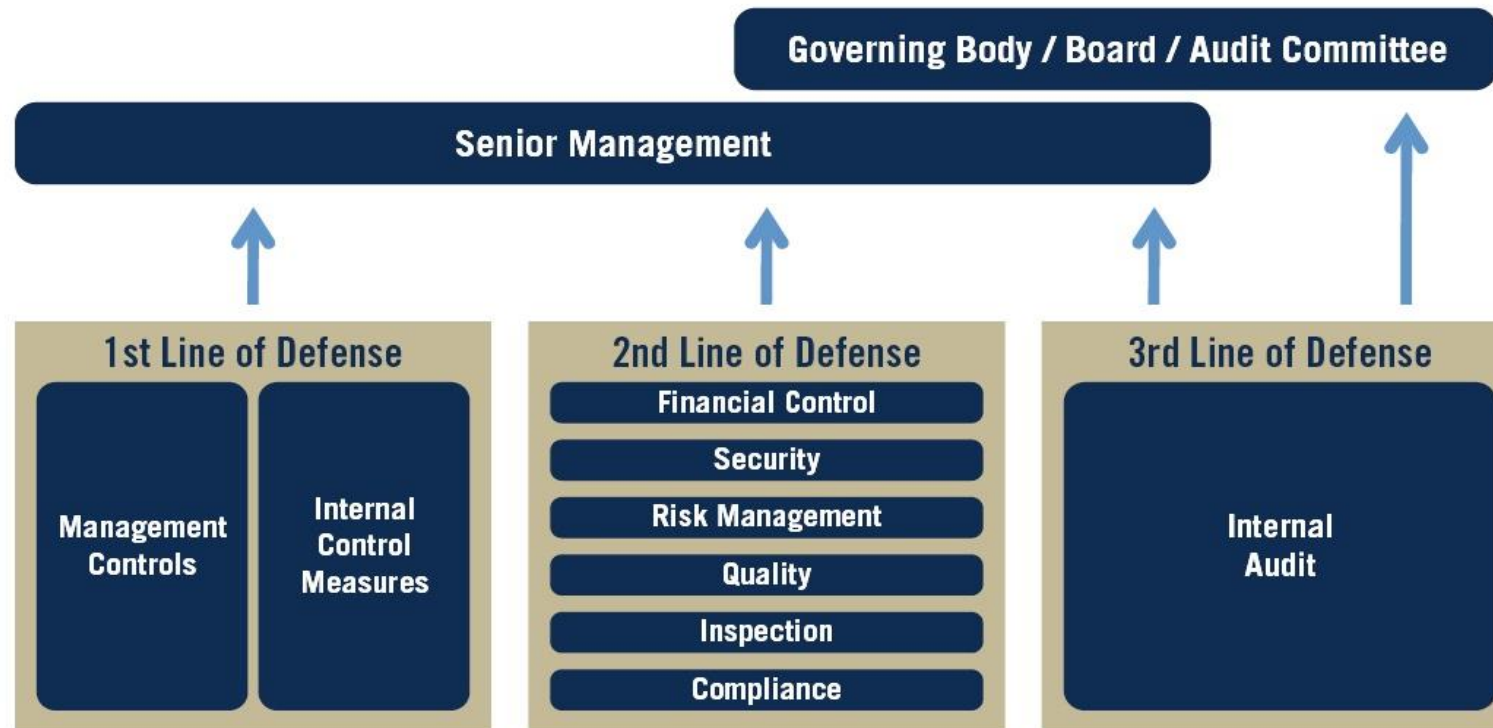 Governing Body / Board / Audit Committee
Senior Management
1st Line of Defense
Management
Controls
Internal
Control
Measures
2nd Line of Defense
Financial Control
Security
Risk Management
Quality
Inspection
Compliance
3rd Line of Defense
Internal
Audit